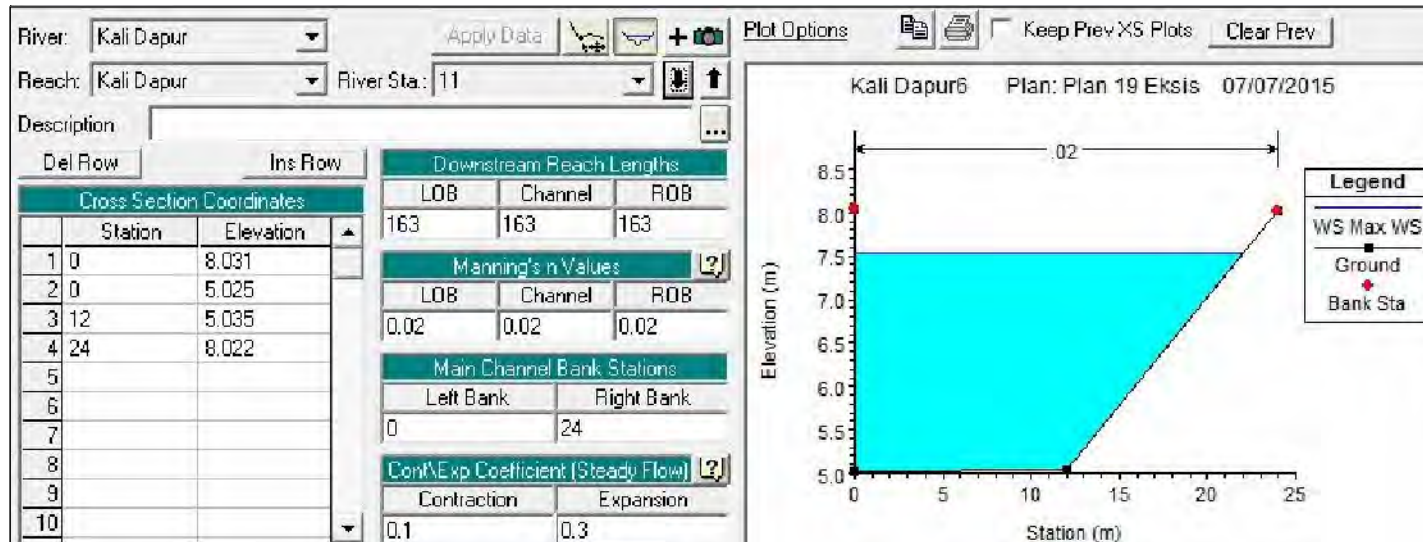 River: Kali Dapur Apply Data
Reach: Kali Dapur River Sta.: 11
Description ...
Del Row Ins Row
Cross Section Coordinates
Station Elevation
1 0 8.031
2 0 5.025
3 12 5.035
4 24 8.022
5
6
7
8
9
10
Downstream Reach Lengths
LOB Channel ROB
163 163 163
Manning's n Values ?
LOB Channel ROB
0.02 0.02 0.02
Main Channel Bank Stations
Left Bank Right Bank
0 24
Cont\Exp Coefficient (Steady Flow) ?
Contraction Expansion
0.1 0.3
Plot Options Keep Prev XS Plots Clear Prev
Kali Dapur6 Plan: Plan 19 Eksis 07/07/2015
.02
8.5
8.0
7.5
7.0
6.5
6.0
5.5
5.0
Elevation (m)
0 5 10 15 20 25
Station (m)
Legend
WS Max WS
Ground
Bank Sta